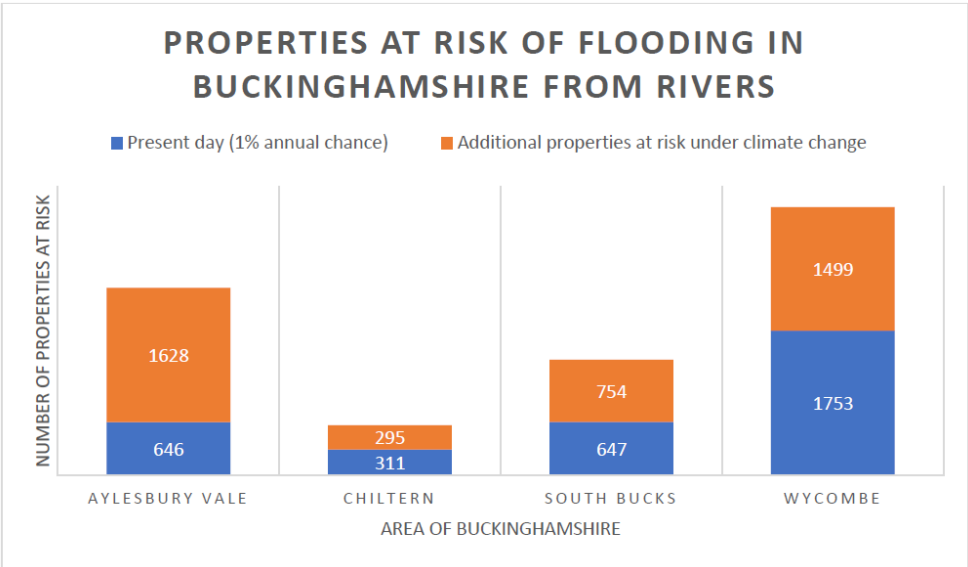 PROPERTIES AT RISK OF FLOODING IN
BUCKINGHAMSHIRE FROM RIVERS
Present day (1% annual chance)
Additional properties at risk under climate change
NUMBER OF PROPERTIES AT RISK
1628
646
295
311
754
647
1499
1753
AYLESBURY VALE
CHILTERN
SOUTH BUCKS
WYCOMBE
AREA OF BUCKINGHAMSHIRE